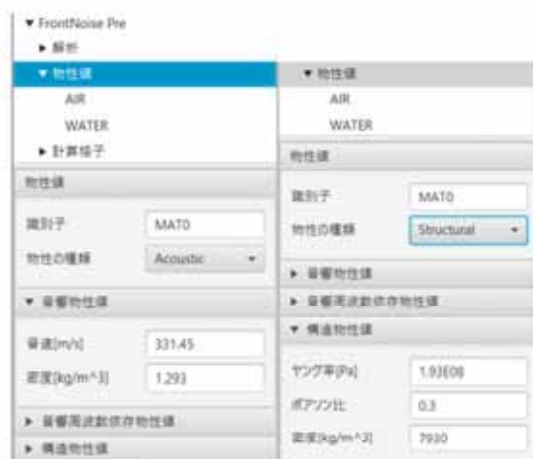 FrontNoise Pre
解析
物性値
AIR
WATER
計算格子
物性値
識別子
MAT0
物性の種類
Acoustic
音響物性値
音速[m/s]
331.45
密度[kg/m^3]
1.293
音響周波数依存物性値
構造物性値
物性値
AIR
WATER
物性値
識別子
MAT0
物性の種類
Structural
音響物性値
音響周波数依存物性値
構造物性値
ヤング率[Pa]
1.93E08
ポアソン比
0.3
密度[kg/m^3]
7930